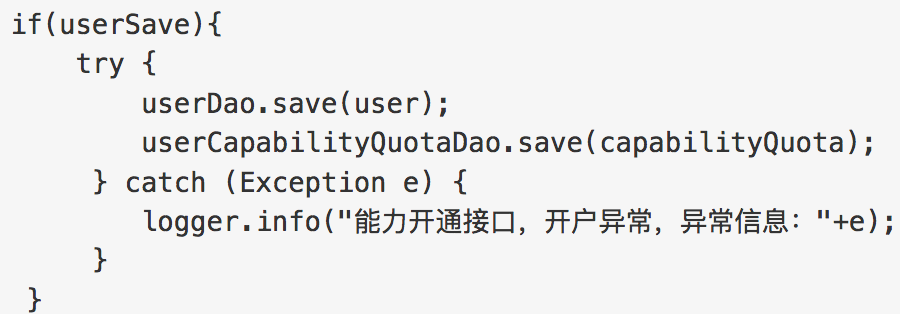 if(userSave){
    try {
        userDao.save(user);
        userCapabilityQuotaDao.save(capabilityQuota);
     } catch (Exception e) {
        logger.info("能力开通接口，开户异常，异常信息："+e);
     }
 }